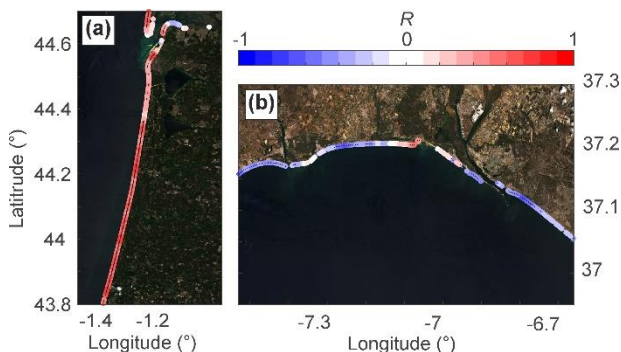 (a)
44.6
44.4
44.2
44
43.8
Latitrude (°)
-1.4
-1.2
Longitude (°)
R
-1
0
1
(b)
37.3
37.2
37.1
37
-7.3
-7
-6.7
Longitude (°)